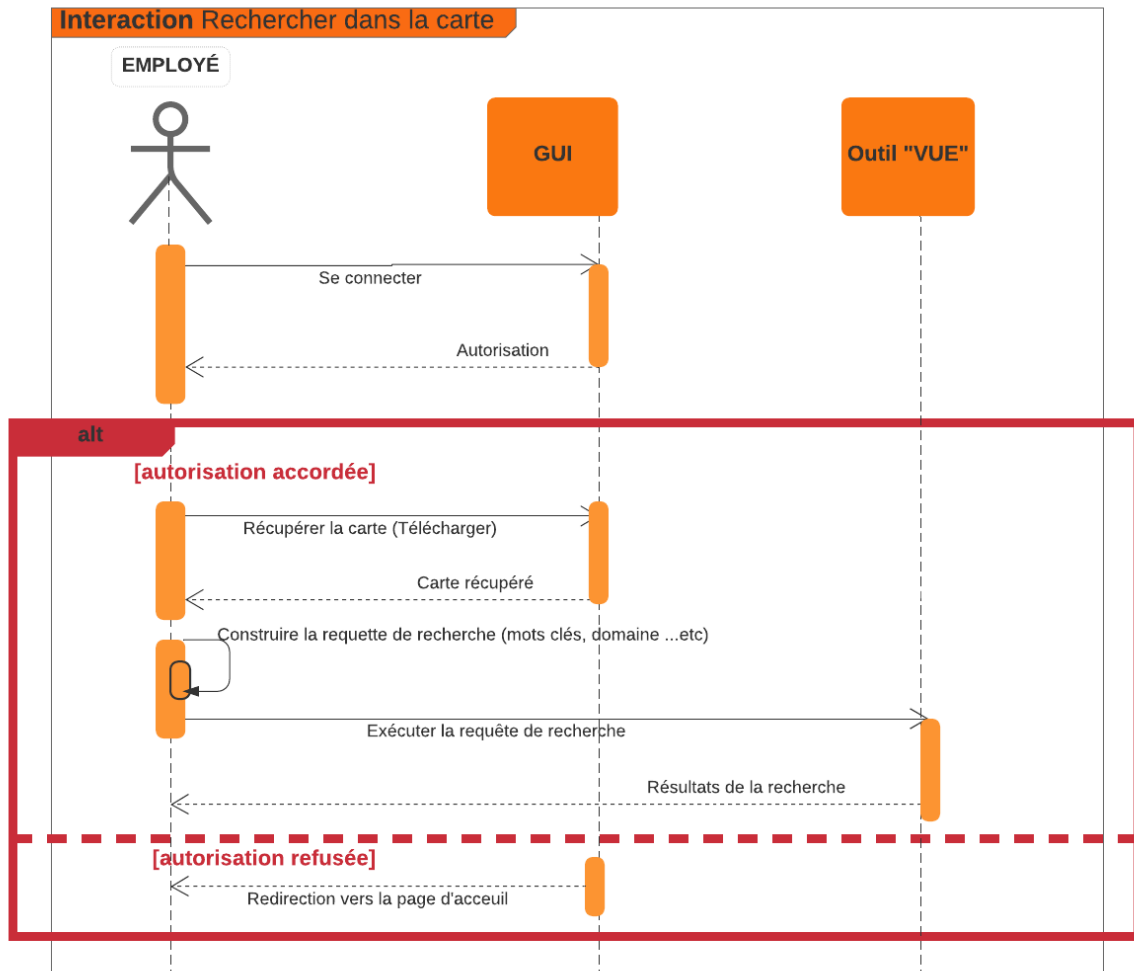 Interaction Rechercher dans la carte
EMPLOYÉ
GUI
Outil "VUE"
Se connecter
Autorisation
alt
[autorisation accordée]
Récupérer la carte (Télécharger)
Carte récupéré
Construire la requette de recherche (mots clés, domaine ...etc)
Exécuter la requête de recherche
Résultats de la recherche
[autorisation refusée]
Redirection vers la page d'acceuil